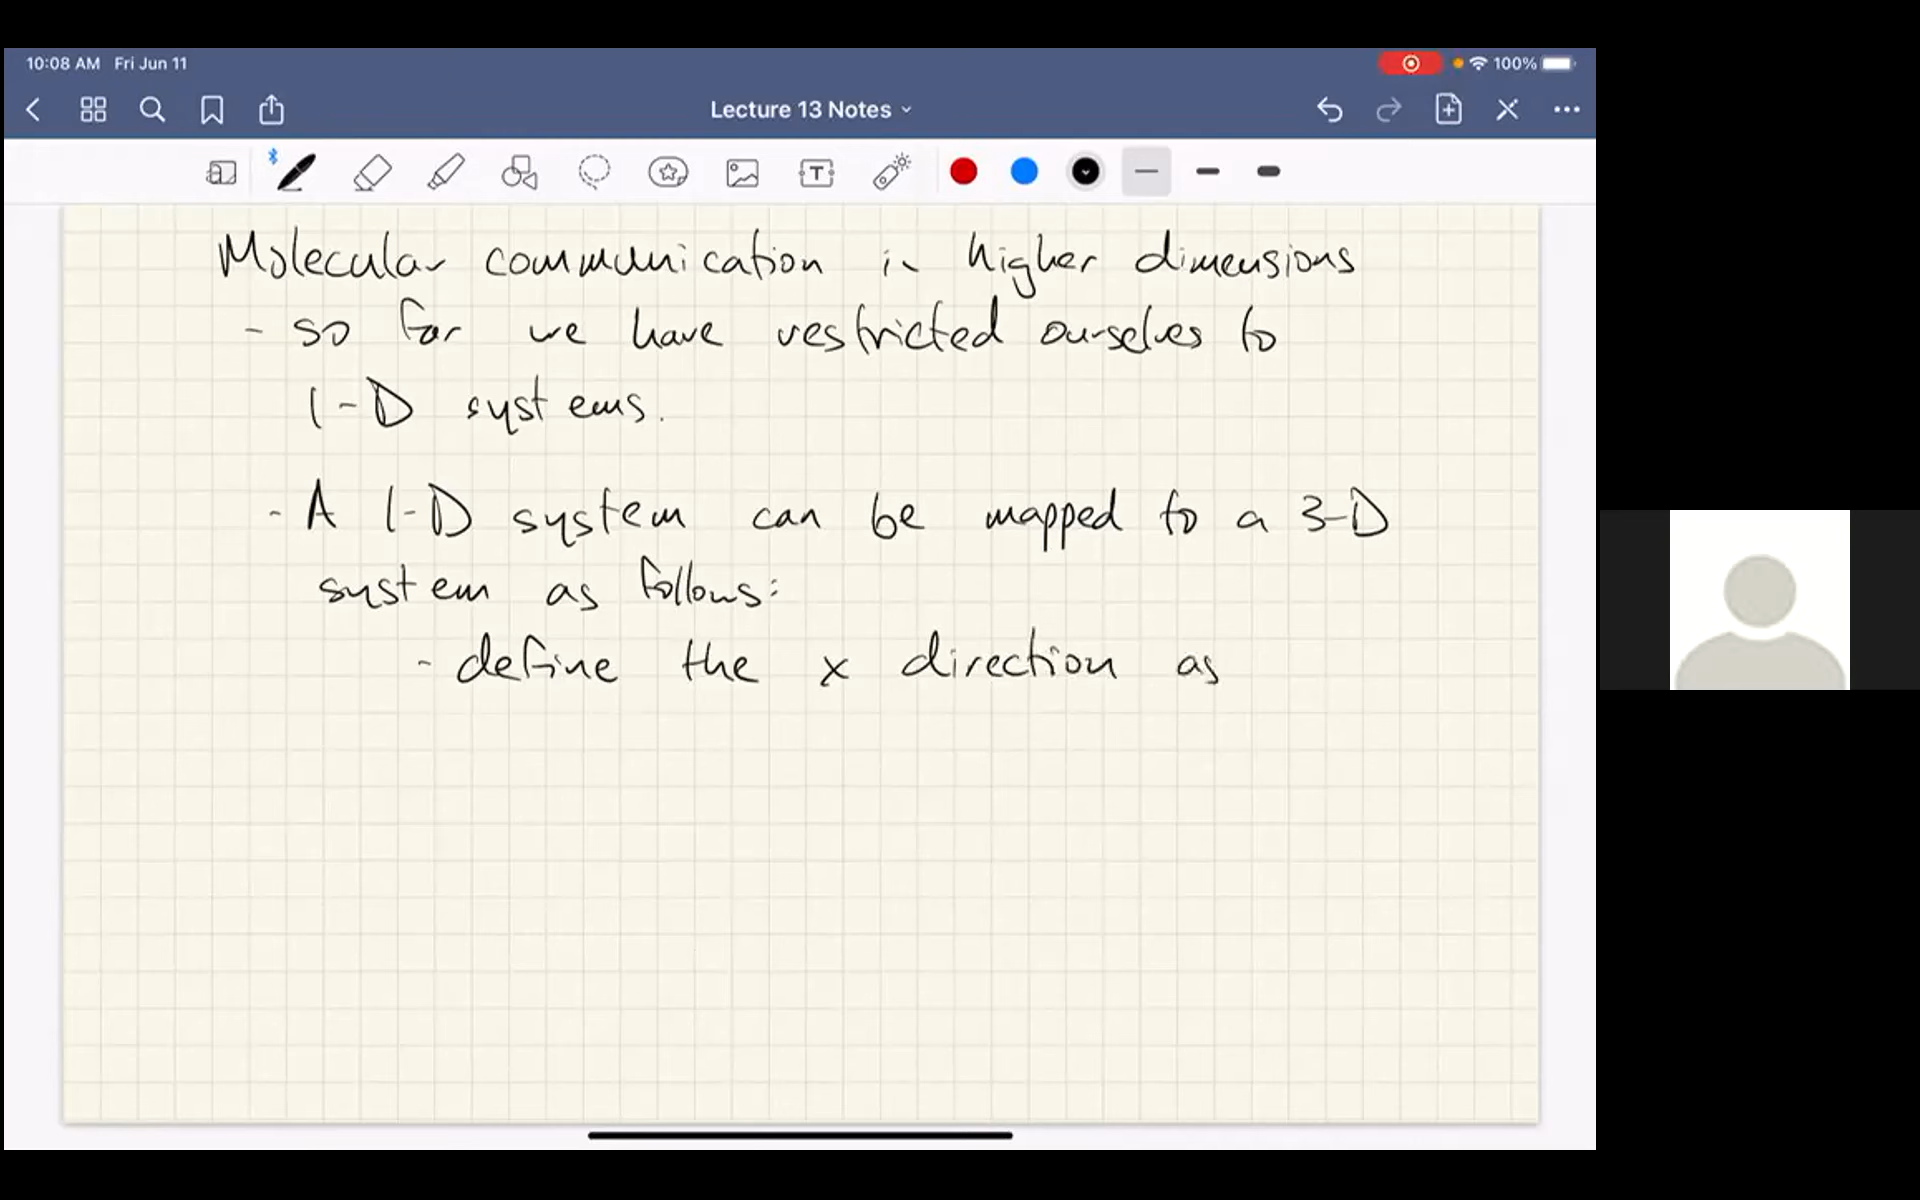 10:08 AM Fri Jun 11
100%
Lecture 13 Notes
Molecular communication in higher dimensions
- so far we have restricted ourselves to
1-D systems.
- A 1-D system can be mapped to a 3-D
system as follows:
- define the x direction as